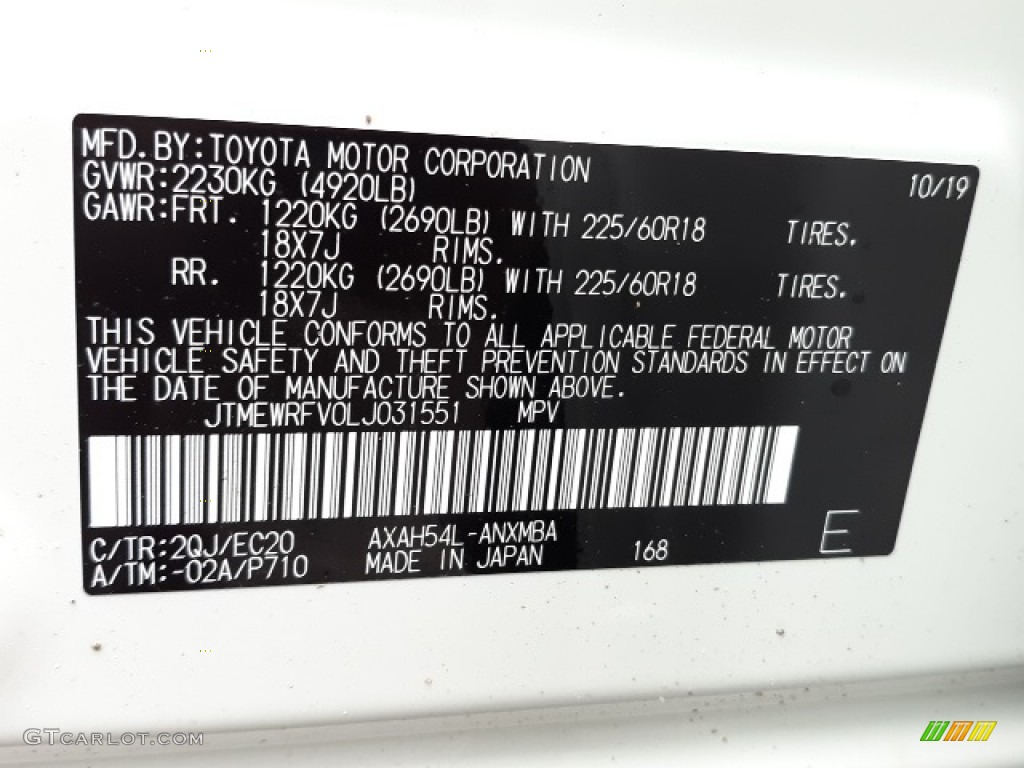 MFD.BY:TOYOTA MOTOR CORPORATION 10/19
GVWR:2230KG (4920LB)
GAWR:FRT. 1220KG (2690LB) WITH 225/60R18 TIRES.
18X7J RIMS.
RR. 1220KG (2690LB) WITH 225/60R18 TIRES.
18X7J RIMS.
THIS VEHICLE CONFORMS TO ALL APPLICABLE FEDERAL MOTOR
VEHICLE SAFETY AND THEFT PREVENTION STANDARDS IN EFFECT ON
THE DATE OF MANUFACTURE SHOWN ABOVE.
JTMEWRFV0LJ031551 MPV
C/TR:2QJ/EC20 AXAH54L-ANXMBA
A/TM:-02A/P710 MADE IN JAPAN 168 E
GTCarlot.com